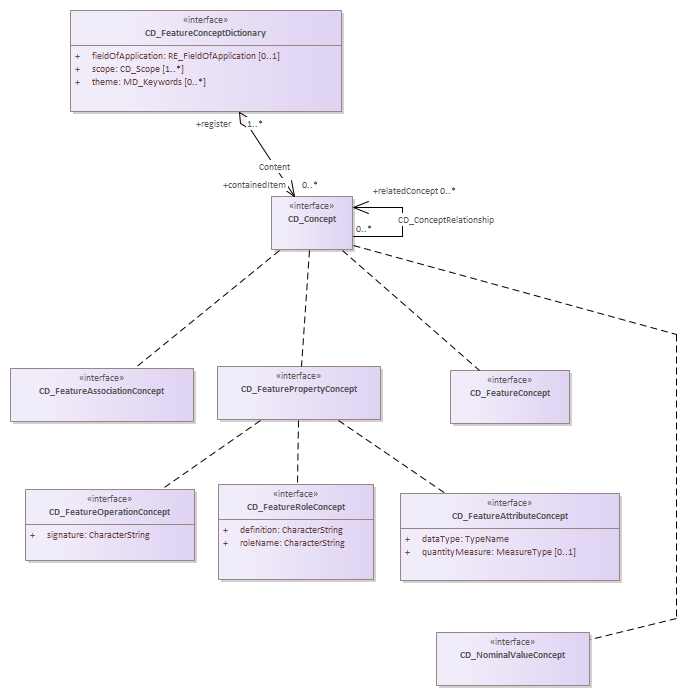 «interface»
CD_FeatureConceptDictionary
+ fieldOfApplication: RE_FieldOfApplication [0..1]
+ scope: CD_Scope [1..*]
+ theme: MD_Keywords [0..*]
+register 1..*
Content
+containedItem 0..*
«interface»
CD_Concept
+relatedConcept 0..*
CD_ConceptRelationship
0..*
«interface»
CD_FeatureAssociationConcept
«interface»
CD_FeaturePropertyConcept
«interface»
CD_FeatureConcept
«interface»
CD_FeatureOperationConcept
+ signature: CharacterString
«interface»
CD_FeatureRoleConcept
+ definition: CharacterString
+ roleName: CharacterString
«interface»
CD_FeatureAttributeConcept
+ dataType: TypeName
+ quantityMeasure: MeasureType [0..1]
«interface»
CD_NominalValueConcept